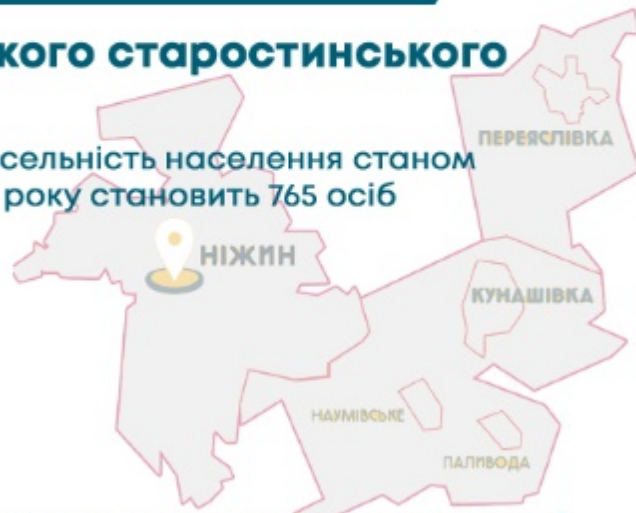 кого старостинського
сельність населення станом
року становить 765 осіб
ПЕРЕЯСЛІВКА
НІЖИН
КУНАШІВКА
НАУМІВСЬКЕ
ПАЛИВОДА